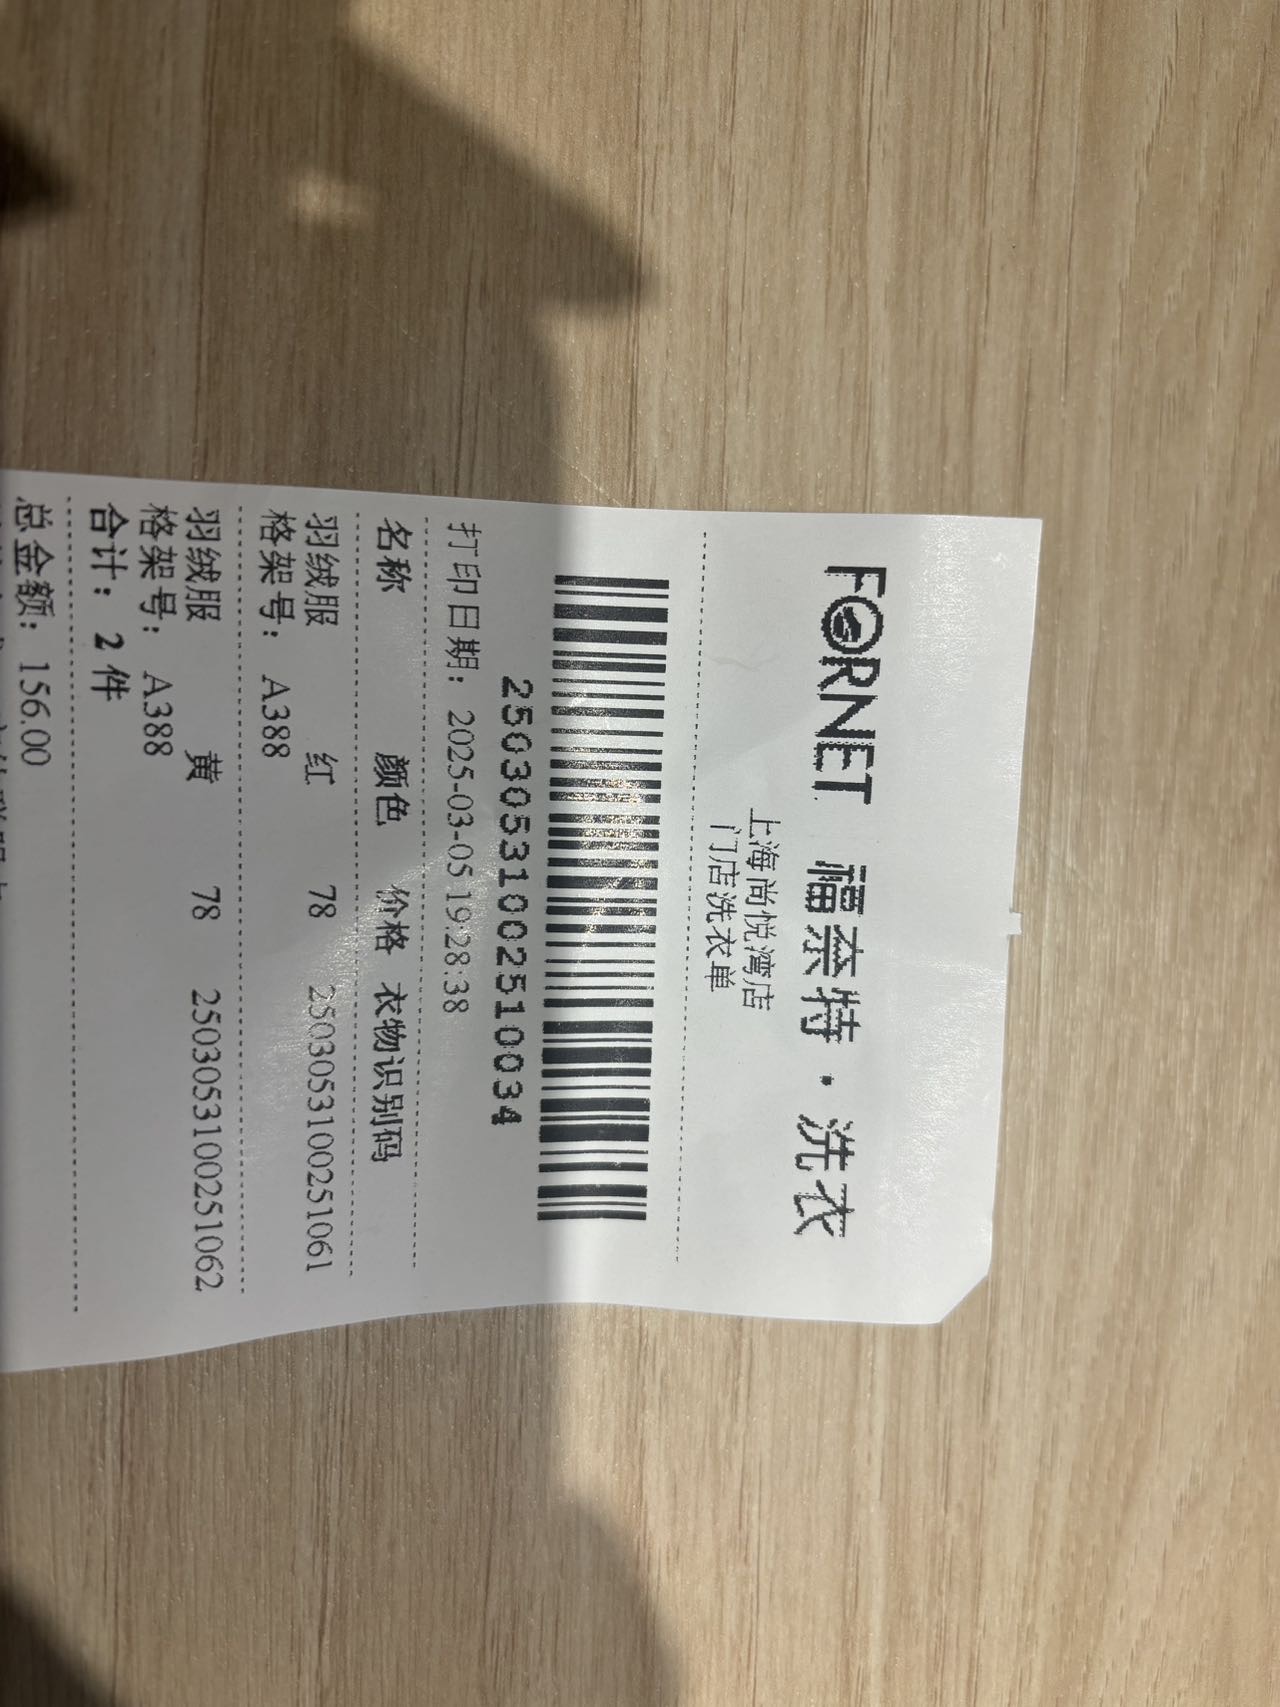 FORNET 福奈特·洗衣
上海尚悦湾店
门店洗衣单
25030531002510034
打印日期：2025-03-05 19:28:38
名称 颜色 价格 衣物识别码
羽绒服 红 78 2503053100251061
格架号：A388
羽绒服 黄 78 2503053100251062
格架号：A388
合计：2件
总金额：156.00